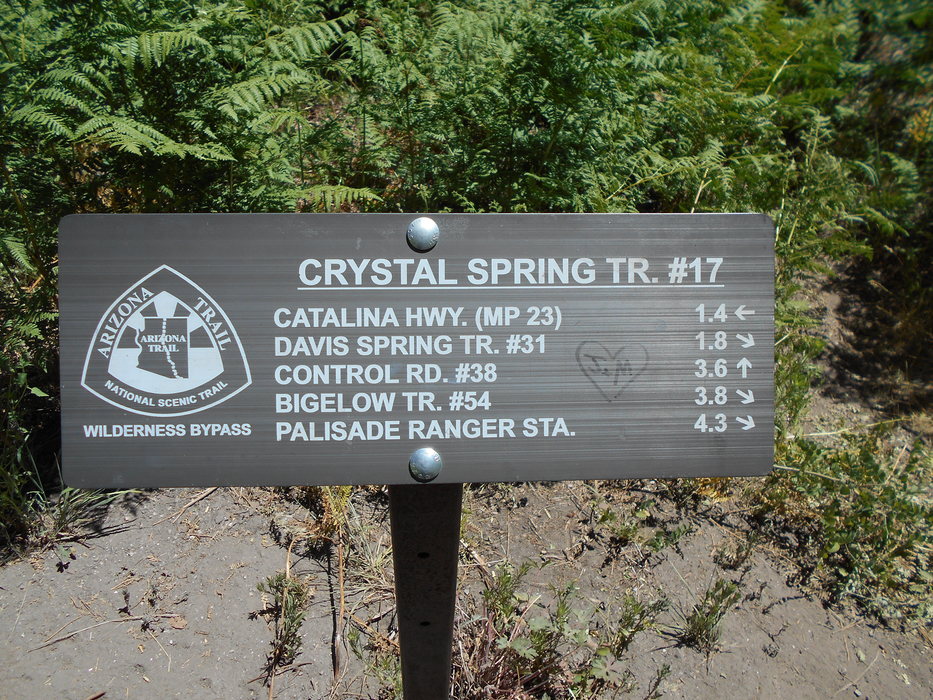 CRYSTAL SPRING TR. #17
CATALINA HWY. (MP 23) 1.4 ←
DAVIS SPRING TR. #31 1.8 ↘
CONTROL RD. #38 3.6 ↑
BIGELOW TR. #54 3.8 ↘
PALISADE RANGER STA. 4.3 ↘
ARIZONA TRAIL
ARIZONA
TRAIL
NATIONAL SCENIC TRAIL
WILDERNESS BYPASS